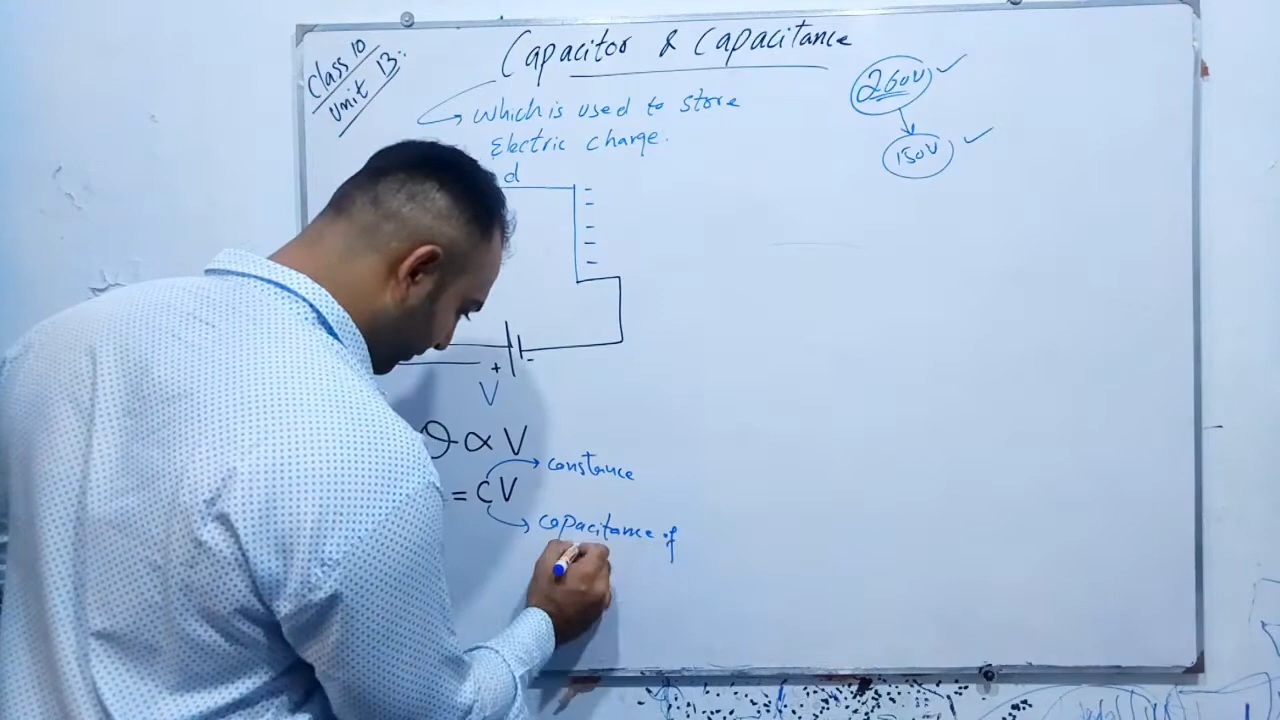 Class 10
Unit 13:
Capacitor & Capacitance
which is used to store
Electric charge.
260V
150V
d
+ -
V
Q ∝ V
= CV
constance
capacitance of